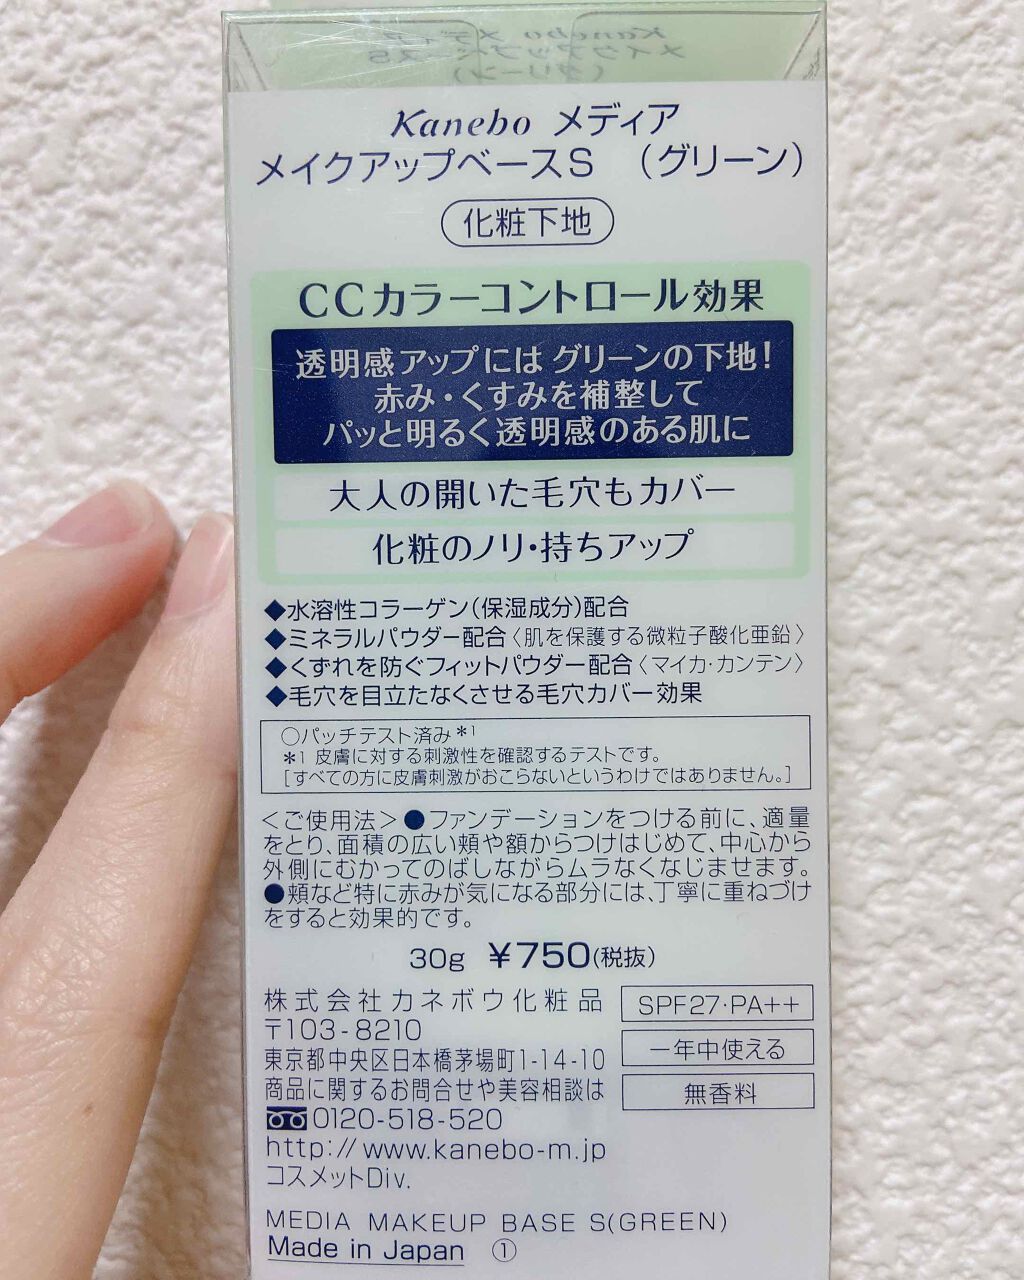 Kanebo メディア
メイクアップベースS （グリーン）
化粧下地
CCカラーコントロール効果
透明感アップには グリーンの下地!
赤み・くすみを補整して
パッと明るく透明感のある肌に
大人の開いた毛穴もカバー
化粧のノリ・持ちアップ
◆水溶性コラーゲン(保湿成分)配合
◆ミネラルパウダー配合〈肌を保護する微粒子酸化亜鉛〉
◆くずれを防ぐフィットパウダー配合〈マイカ・カンテン〉
◆毛穴を目立たなくさせる毛穴カバー効果
○パッチテスト済み*1
*1 皮膚に対する刺激性を確認するテストです。
[すべての方に皮膚刺激がおこらないというわけではありません。]
<ご使用法>●ファンデーションをつける前に、適量
をとり、面積の広い頬や額からつけはじめて、中心から
外側にむかってのばしながらムラなくなじませます。
●頬など特に赤みが気になる部分には、丁寧に重ねづけ
をすると効果的です。
30g ¥750(税抜)
株式会社カネボウ化粧品
〒103-8210
東京都中央区日本橋茅場町1-14-10
商品に関するお問合せや美容相談は
0120-518-520
http://www.kanebo-m.jp
コスメットDiv.
SPF27・PA++
一年中使える
無香料
MEDIA MAKEUP BASE S(GREEN)
Made in Japan ①